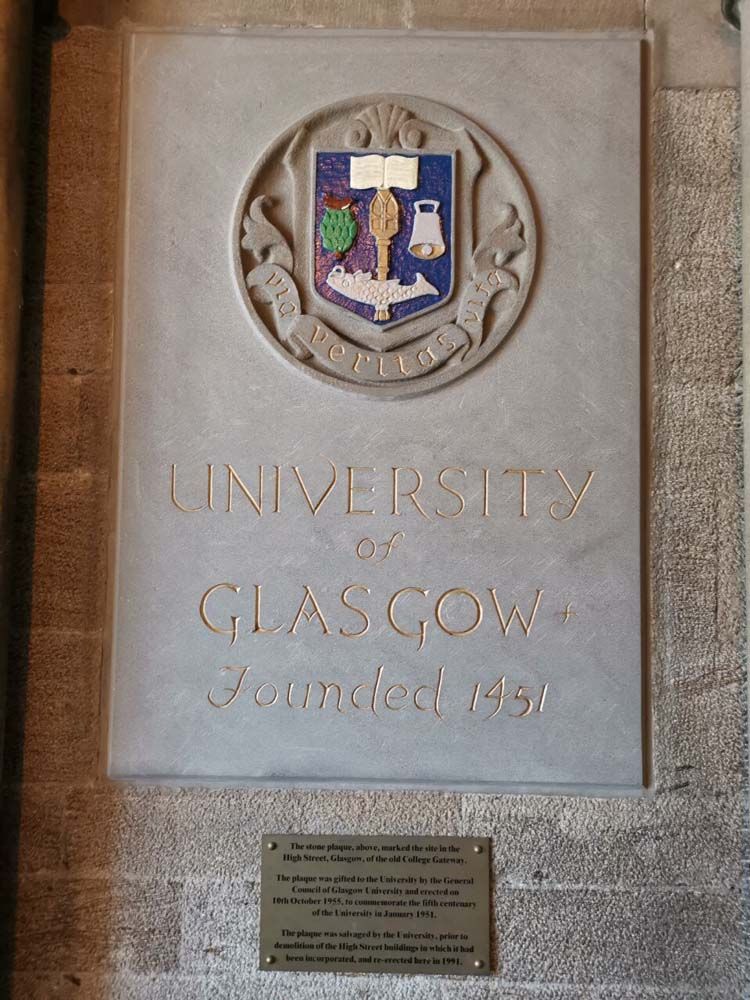 via veritas vita
UNIVERSITY
of
GLASGOW +
Founded 1451
The stone plaque, above, marked the site in the
High Street, Glasgow, of the old College Gateway.
The plaque was gifted to the University by the General
Council of Glasgow University and erected on
10th October 1955, to commemorate the fifth centenary
of the University in January 1951.
The plaque was salvaged by the University, prior to
demolition of the High Street buildings in which it had
been incorporated, and re-erected here in 1991.